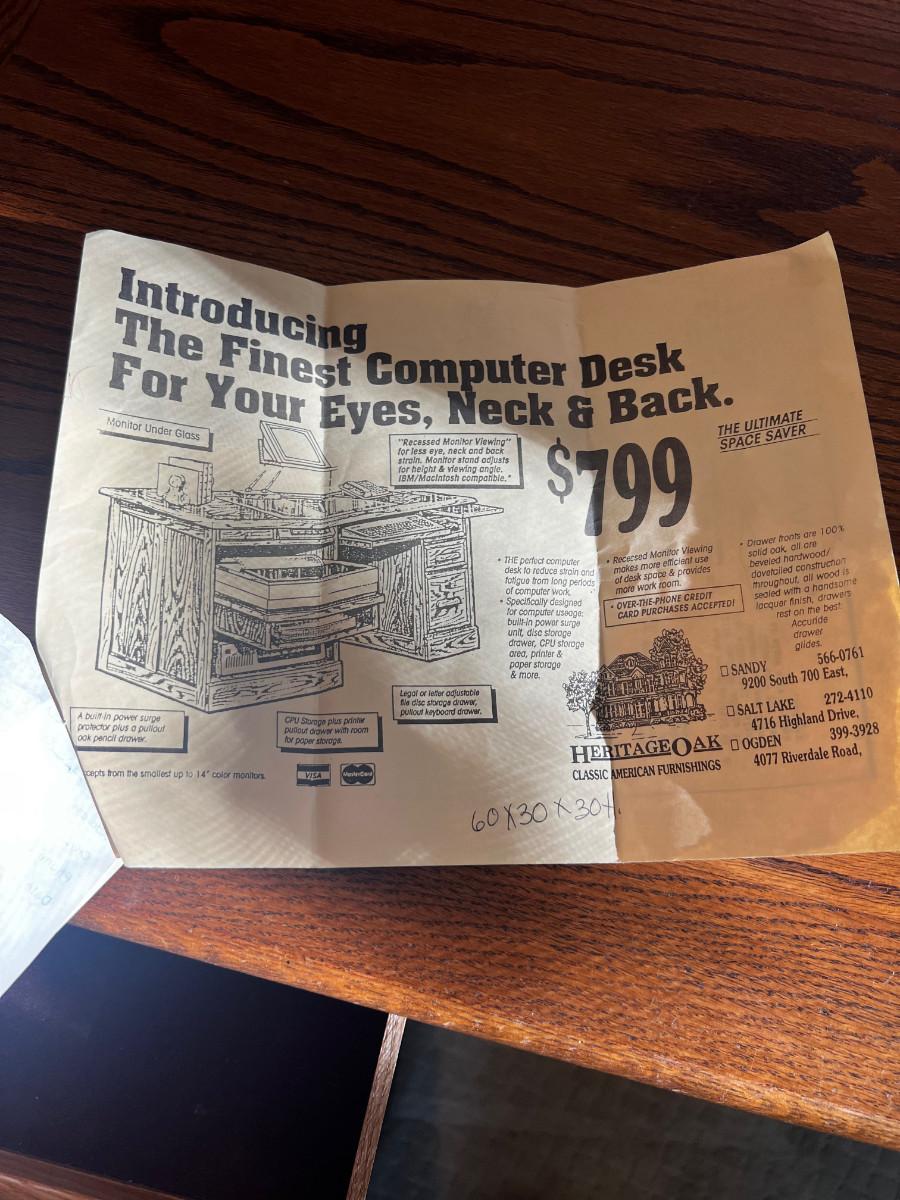 Introducing
The Finest Computer Desk
For Your Eyes, Neck & Back.
Monitor Under Glass
"Recessed Monitor Viewing"
for less eye, neck and back
strain. Monitor stand adjusts
for height & viewing angle.
IBM/Macintosh compatible.*
$799
THE ULTIMATE
SPACE SAVER
• THE perfect computer
desk to reduce strain and
fatigue from long periods
of computer work.
• Specifically designed
for computer useage:
built-in power surge
unit, disc storage
drawer, CPU storage
area, printer &
paper storage
& more.
• Recessed Monitor Viewing
makes more efficient use
of desk space & provides
more work room.
• OVER-THE-PHONE CREDIT
CARD PURCHASES ACCEPTED!
• Drawer fronts are 100%
solid oak, all are
beveled hardwood/
dovetailed construction
throughout, all wood is
sealed with a handsome
lacquer finish, drawers
rest on the best
Accuride
drawer
glides.
A built-in power surge
protector plus a pullout
oak pencil drawer.
CPU Storage plus printer
pullout drawer with room
for paper storage.
Legal or letter adjustable
file disc storage drawer,
pullout keyboard drawer.
cepts from the smallest up to 14" color monitors.
VISA
MasterCard
HERITAGE OAK
CLASSIC AMERICAN FURNISHINGS
SANDY 566-0761
9200 South 700 East,
SALT LAKE 272-4110
4716 Highland Drive,
OGDEN 399-3928
4077 Riverdale Road,
60 X 30 X 30